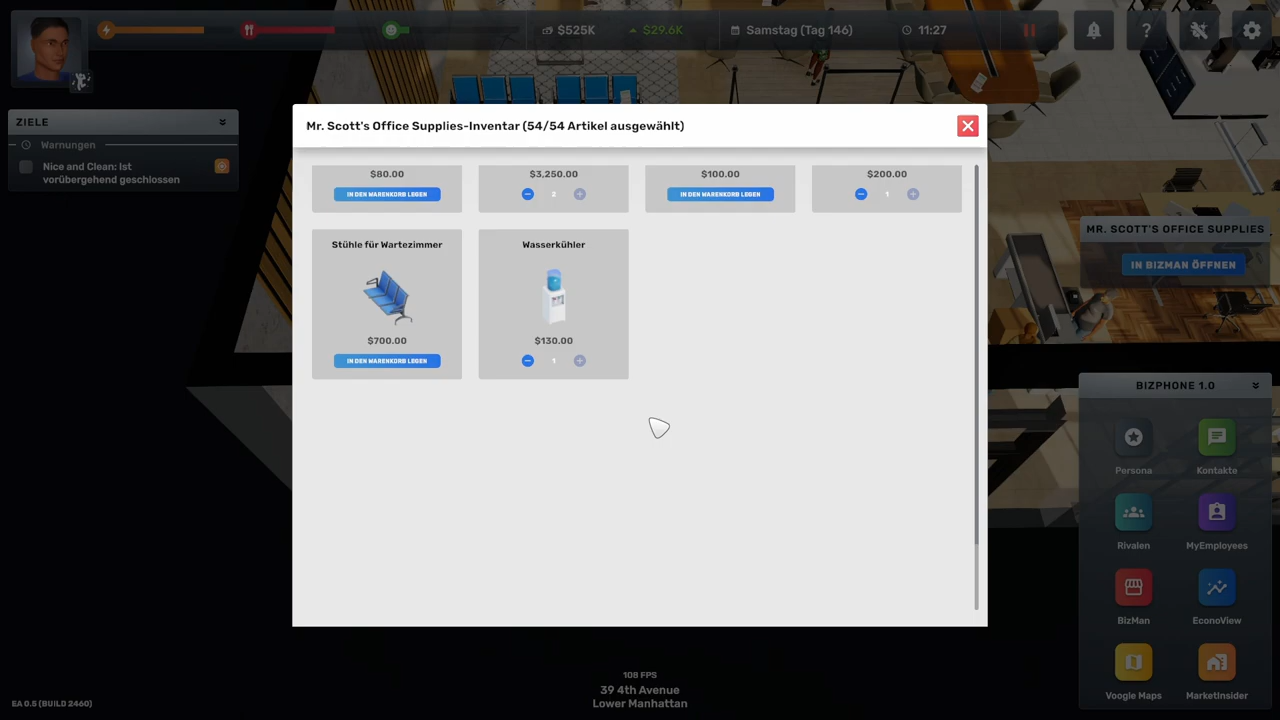 $525K
$29.6K
Samstag (Tag 146)
11:27
?
ZIELE
Warnungen
Nice and Clean: Ist
vorübergehend geschlossen
Mr. Scott's Office Supplies-Inventar (54/54 Artikel ausgewählt)
$80.00
$3,250.00
$100.00
$200.00
IN DEN WARENKORB LEGEN
2
IN DEN WARENKORB LEGEN
1
Stühle für Wartezimmer
Wasserkühler
$700.00
$130.00
IN DEN WARENKORB LEGEN
1
MR. SCOTT'S OFFICE SUPPLIES
IN BIZMAN ÖFFNEN
BIZPHONE 1.0
Persona
Kontakte
Rivalen
MyEmployees
BizMan
EconoView
Voogle Maps
MarketInsider
108 FPS
39 4th Avenue
Lower Manhattan
EA 0.5 (BUILD 2460)